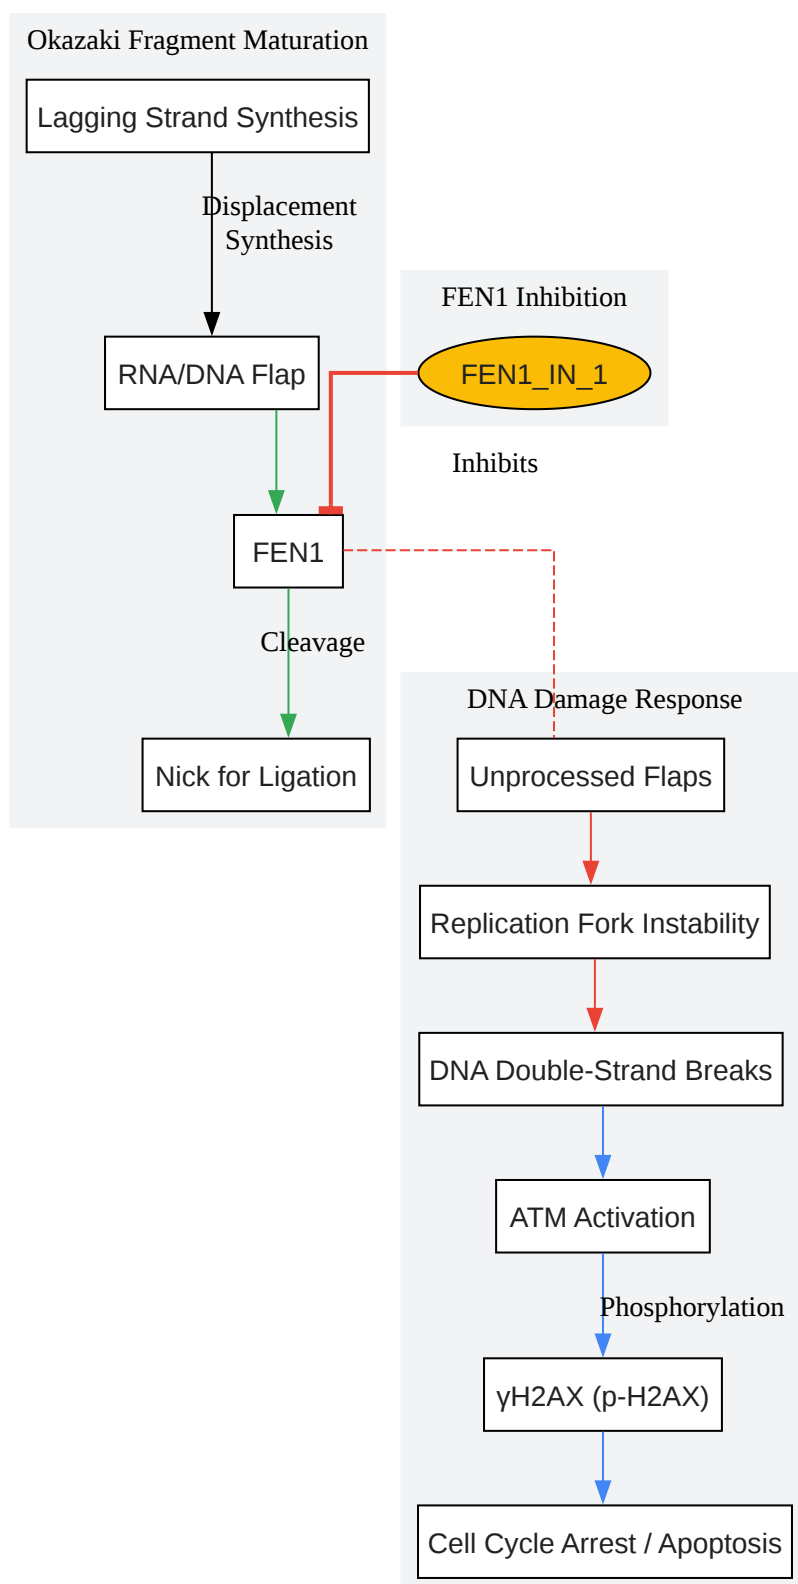 Okazaki Fragment Maturation
Lagging Strand Synthesis
Displacement
Synthesis
RNA/DNA Flap
FEN1 Inhibition
FEN1_IN_1
Inhibits
FEN1
Cleavage
Nick for Ligation
DNA Damage Response
Unprocessed Flaps
Replication Fork Instability
DNA Double-Strand Breaks
ATM Activation
Phosphorylation
γH2AX (p-H2AX)
Cell Cycle Arrest / Apoptosis